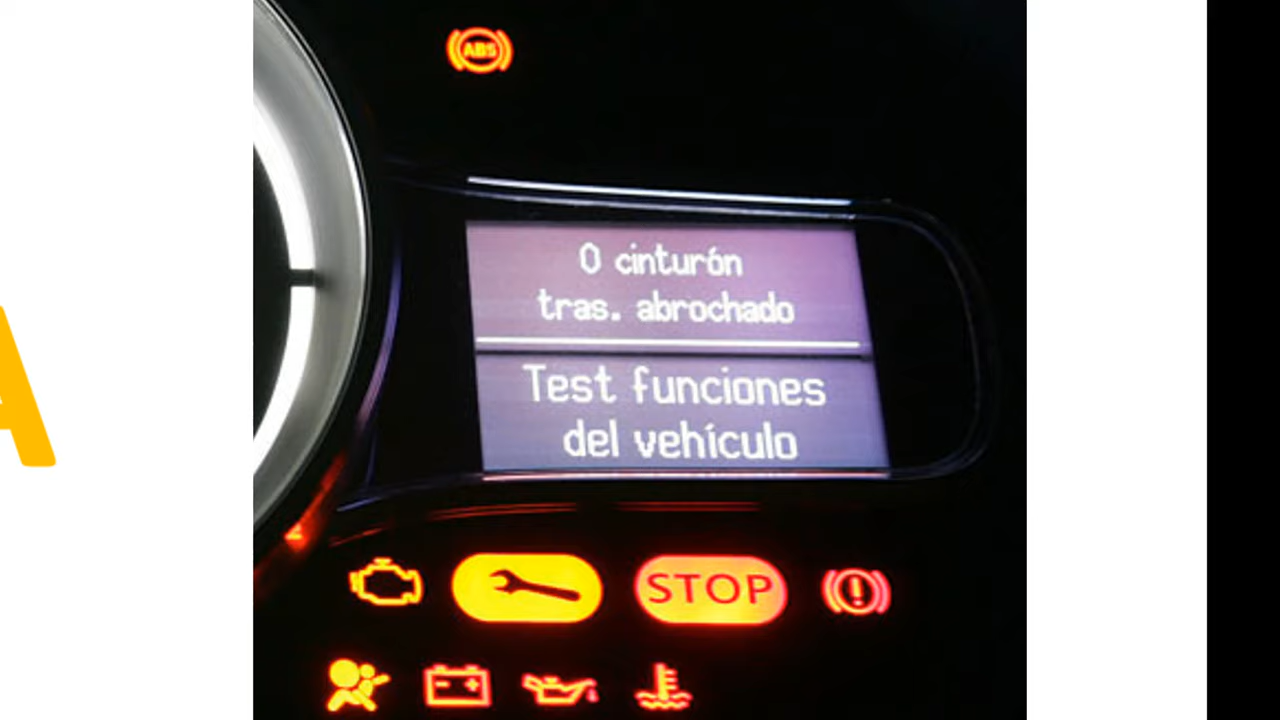 A
ABS
0 cinturón
tras. abrochado
Test funciones
del vehículo
STOP